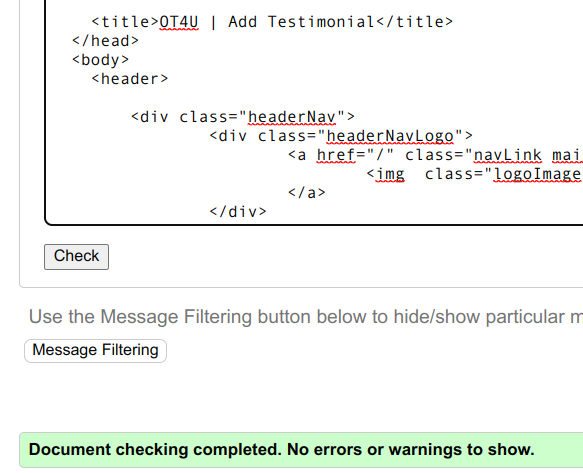 <title>OT4U | Add Testimonial</title>
</head>
<body>
<header>
<div class="headerNav">
<div class="headerNavLogo">
<a href="/" class="navLink mai
<img  class="logoImage
</a>
</div>
Check
Use the Message Filtering button below to hide/show particular m
Message Filtering
Document checking completed. No errors or warnings to show.